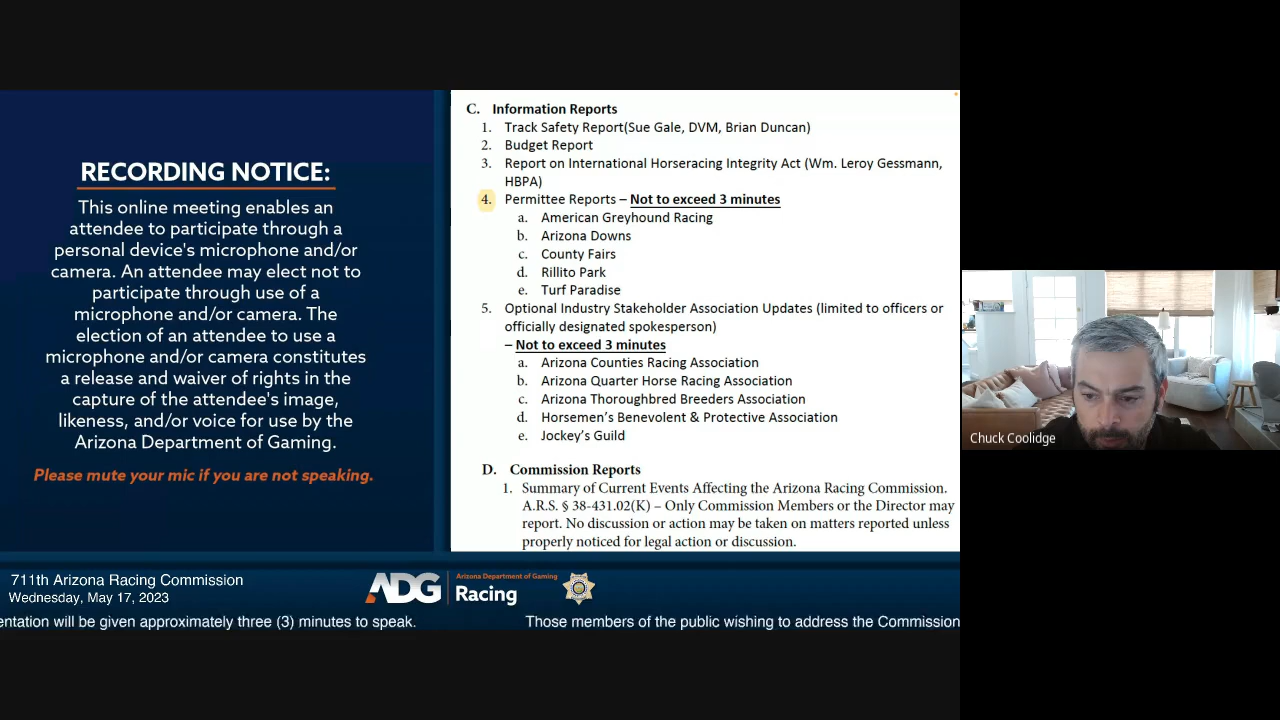 RECORDING NOTICE:
This online meeting enables an
attendee to participate through a
personal device's microphone and/or
camera. An attendee may elect not to
participate through use of a
microphone and/or camera. The
election of an attendee to use a
microphone and/or camera constitutes
a release and waiver of rights in the
capture of the attendee's image,
likeness, and/or voice for use by the
Arizona Department of Gaming.
Please mute your mic if you are not speaking.
C. Information Reports
1. Track Safety Report(Sue Gale, DVM, Brian Duncan)
2. Budget Report
3. Report on International Horseracing Integrity Act (Wm. Leroy Gessmann,
HBPA)
4. Permittee Reports – Not to exceed 3 minutes
a. American Greyhound Racing
b. Arizona Downs
c. County Fairs
d. Rillito Park
e. Turf Paradise
5. Optional Industry Stakeholder Association Updates (limited to officers or
officially designated spokesperson)
– Not to exceed 3 minutes
a. Arizona Counties Racing Association
b. Arizona Quarter Horse Racing Association
c. Arizona Thoroughbred Breeders Association
d. Horsemen's Benevolent & Protective Association
e. Jockey's Guild
D. Commission Reports
1. Summary of Current Events Affecting the Arizona Racing Commission.
A.R.S. § 38-431.02(K) – Only Commission Members or the Director may
report. No discussion or action may be taken on matters reported unless
properly noticed for legal action or discussion.
Chuck Coolidge
711th Arizona Racing Commission
Wednesday, May 17, 2023
ADG
Arizona Department of Gaming
Racing
entation will be given approximately three (3) minutes to speak. Those members of the public wishing to address the Commission